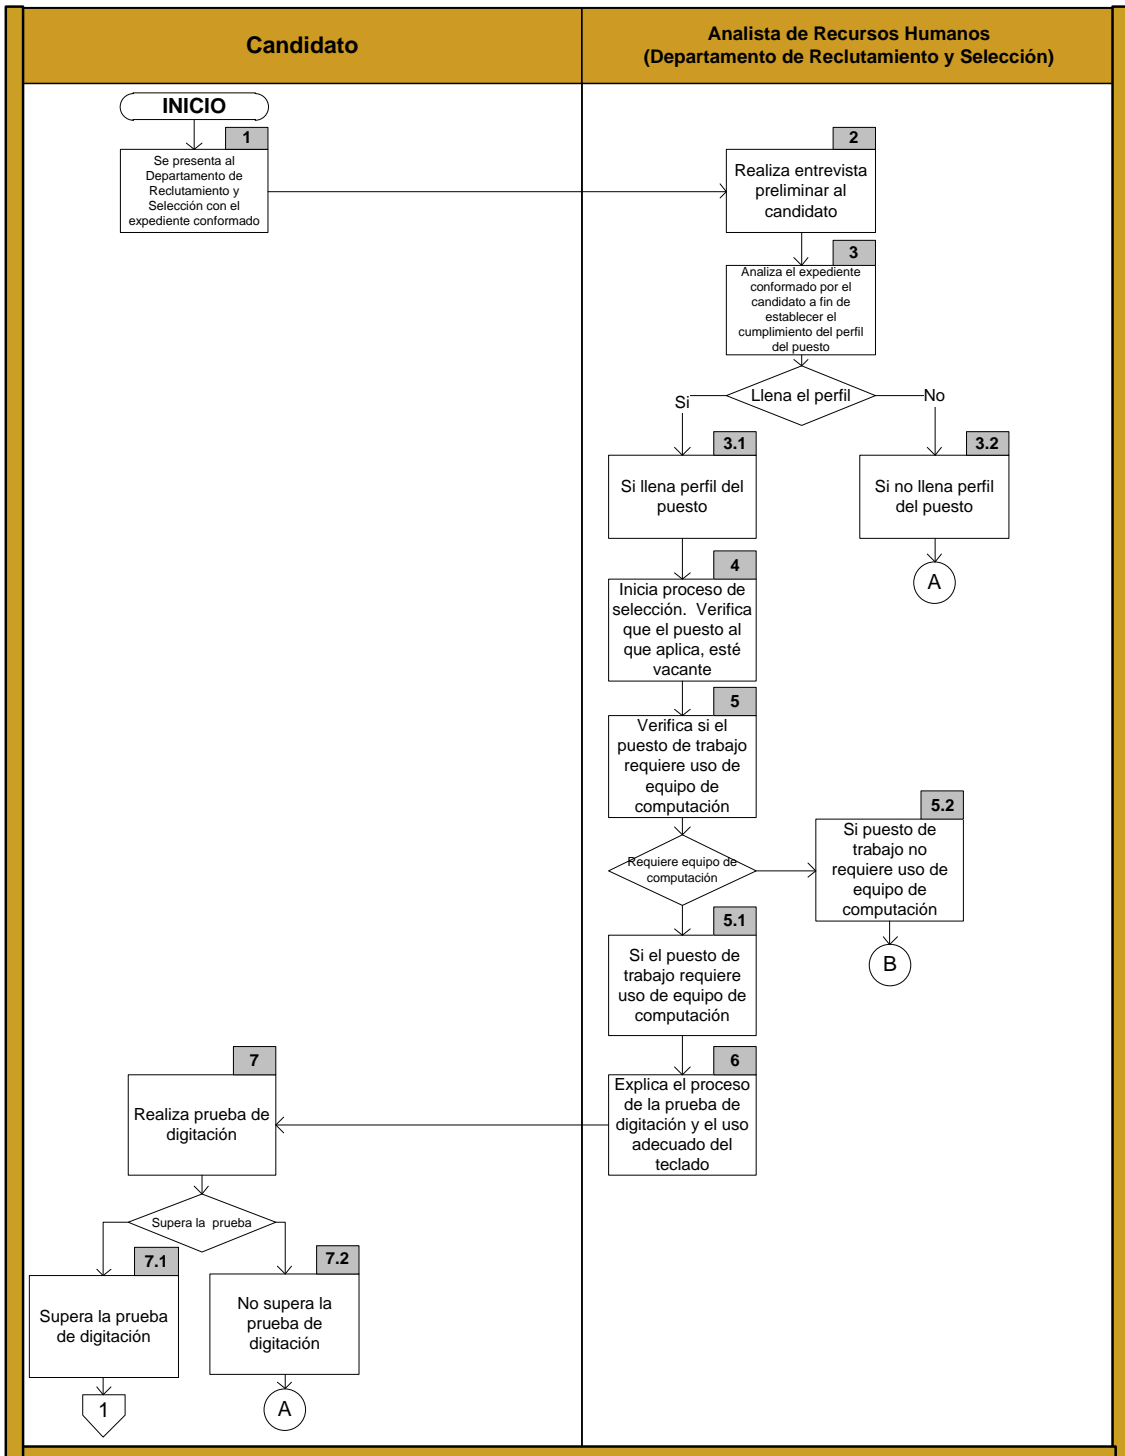 Candidato
Analista de Recursos Humanos
(Departamento de Reclutamiento y Selección)
INICIO
1
Se presenta al
Departamento de
Reclutamiento y
Selección con el
expediente conformado
2
Realiza entrevista
preliminar al
candidato
3
Analiza el expediente
conformado por el
candidato a fin de
establecer el
cumplimiento del perfil
del puesto
Llena el perfil
Si
No
3.1
Si llena perfil del
puesto
3.2
Si no llena perfil
del puesto
A
4
Inicia proceso de
selección. Verifica
que el puesto al
que aplica, esté
vacante
5
Verifica si el
puesto de trabajo
requiere uso de
equipo de
computación
Requiere equipo de
computación
5.2
Si puesto de
trabajo no
requiere uso de
equipo de
computación
B
5.1
Si el puesto de
trabajo requiere
uso de equipo de
computación
6
Explica el proceso
de la prueba de
digitación y el uso
adecuado del
teclado
7
Realiza prueba de
digitación
Supera la prueba
7.1
Supera la prueba
de digitación
1
7.2
No supera la
prueba de
digitación
A